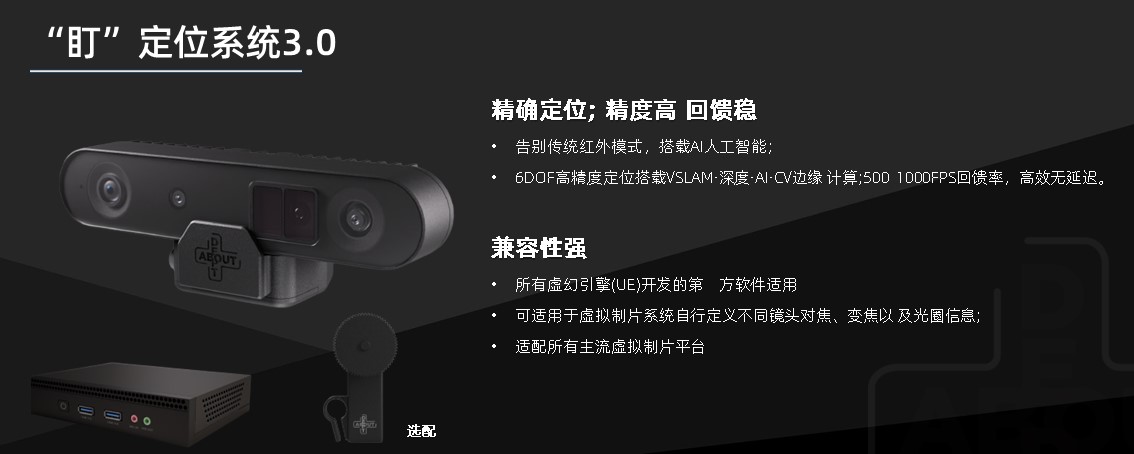 “盯”定位系统3.0
精确定位; 精度高 回馈稳
• 告别传统红外模式，搭载AI人工智能；
• 6DOF高精度定位搭载VSLAM·深度·AI·CV边缘 计算;500 1000FPS回馈率，高效无延迟。
兼容性强
• 所有虚幻引擎(UE)开发的第 方软件适用
• 可适用于虚拟制片系统自行定义不同镜头对焦、变焦以 及光圈信息；
• 适配所有主流虚拟制片平台
选配
DEPT
ABOUT